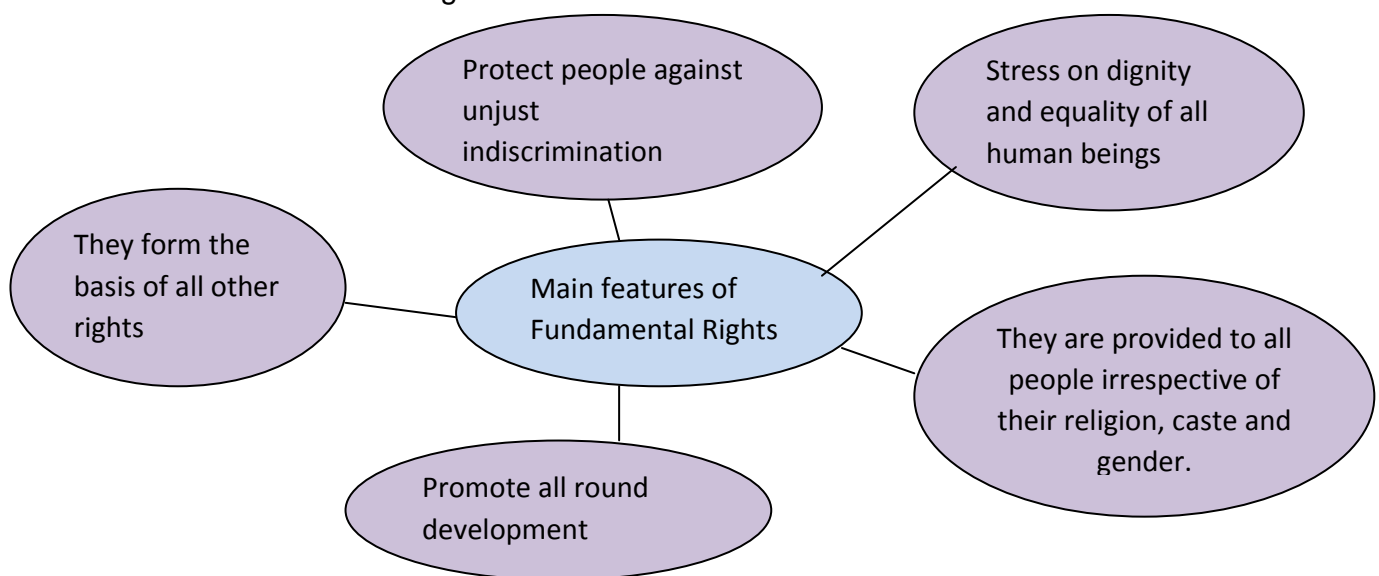 Protect people against
unjust
indiscrimination
Stress on dignity
and equality of all
human beings
They form the
basis of all other
rights
Main features of
Fundamental Rights
They are provided to all
people irrespective of
their religion, caste and
gender.
Promote all round
development